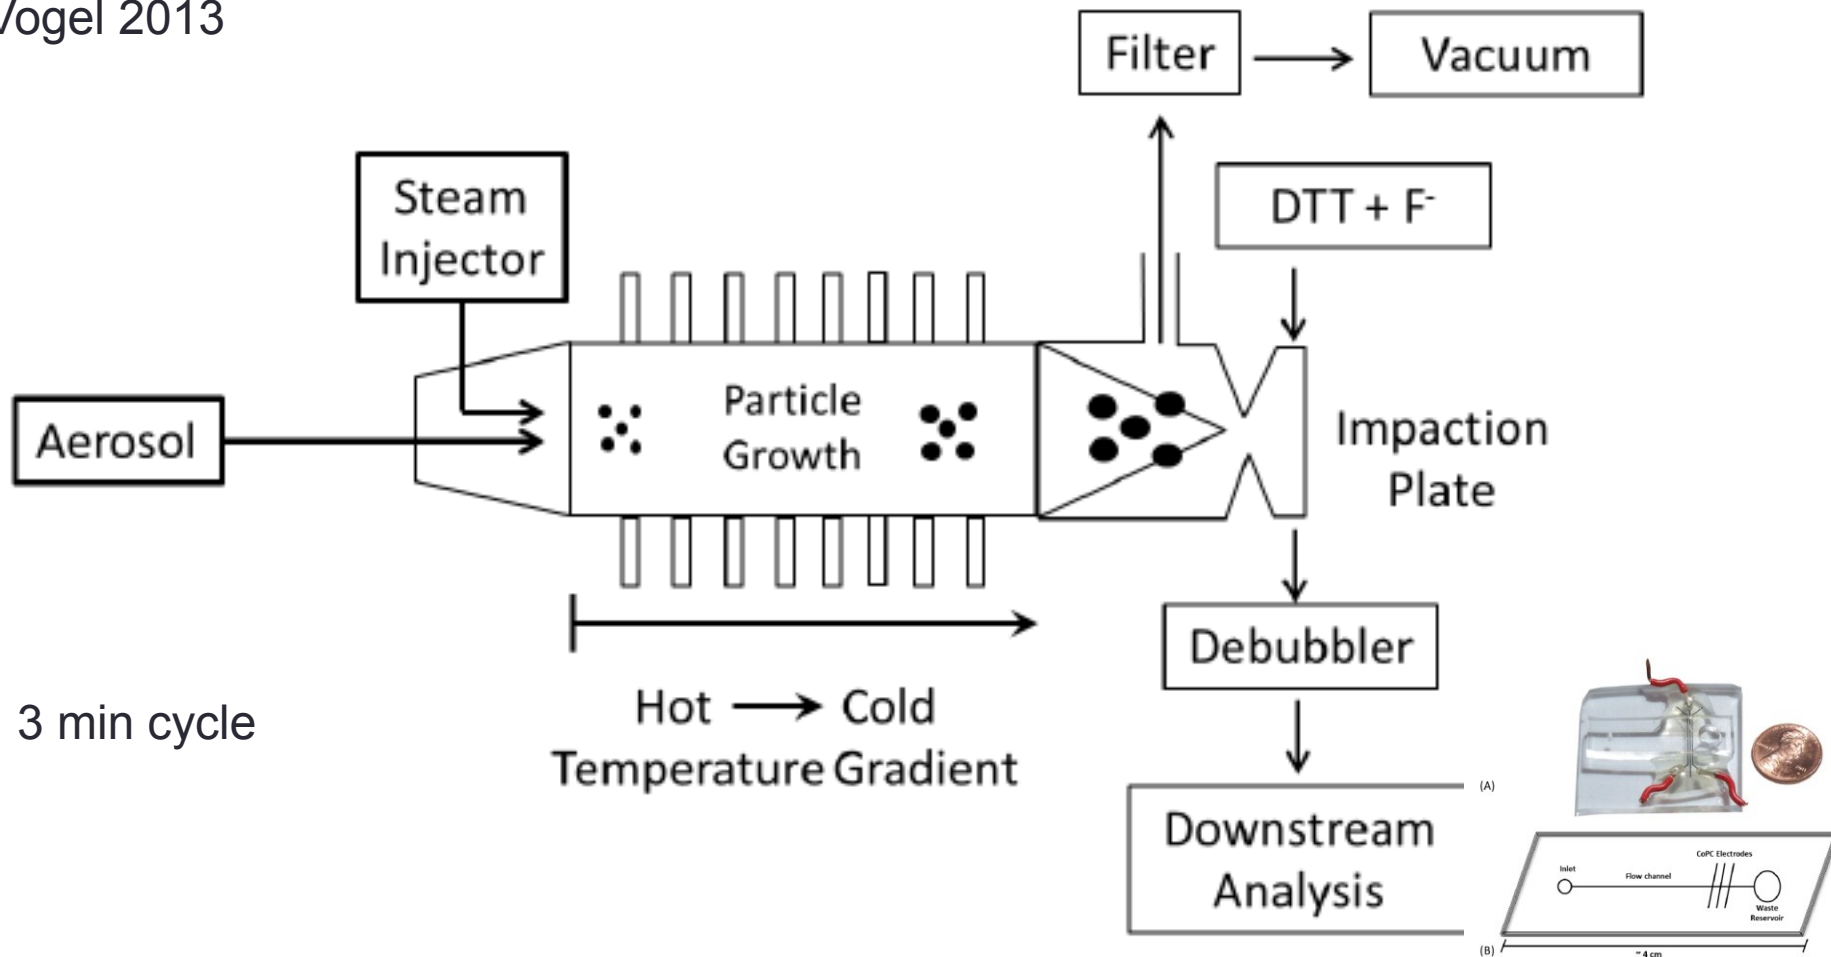 Vogel 2013
Filter
Vacuum
Steam
Injector
DTT + F⁻
Aerosol
Particle
Growth
Impaction
Plate
Debubbler
Hot
Cold
Temperature Gradient
3 min cycle
Downstream
Analysis
(A)
CoPC Electrodes
Inlet
Flow channel
Waste
Reservoir
(B)
~ 4 cm